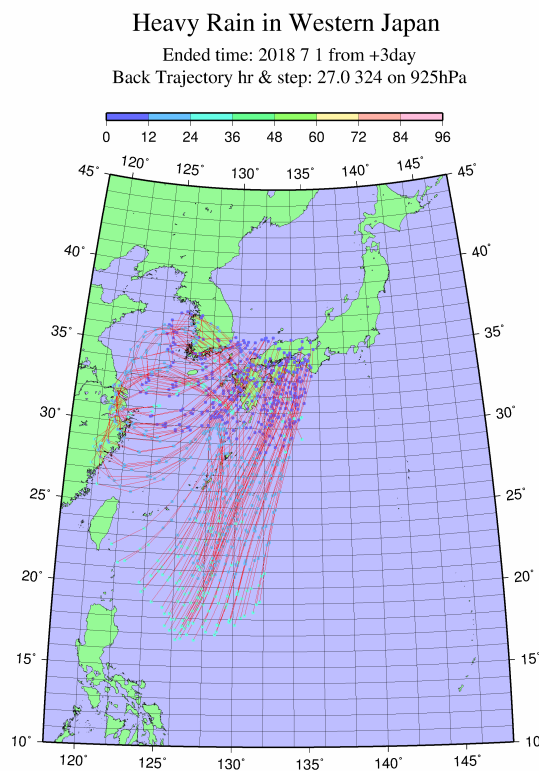 Heavy Rain in Western Japan
Ended time: 2018 7 1 from +3day
Back Trajectory hr & step: 27.0 324 on 925hPa
0 12 24 36 48 60 72 84 96
120° 125° 130° 135° 140° 145°
45° 45°
40° 40°
35° 35°
30° 30°
25° 25°
20° 20°
15° 15°
10° 10°
120° 125° 130° 135° 140° 145°